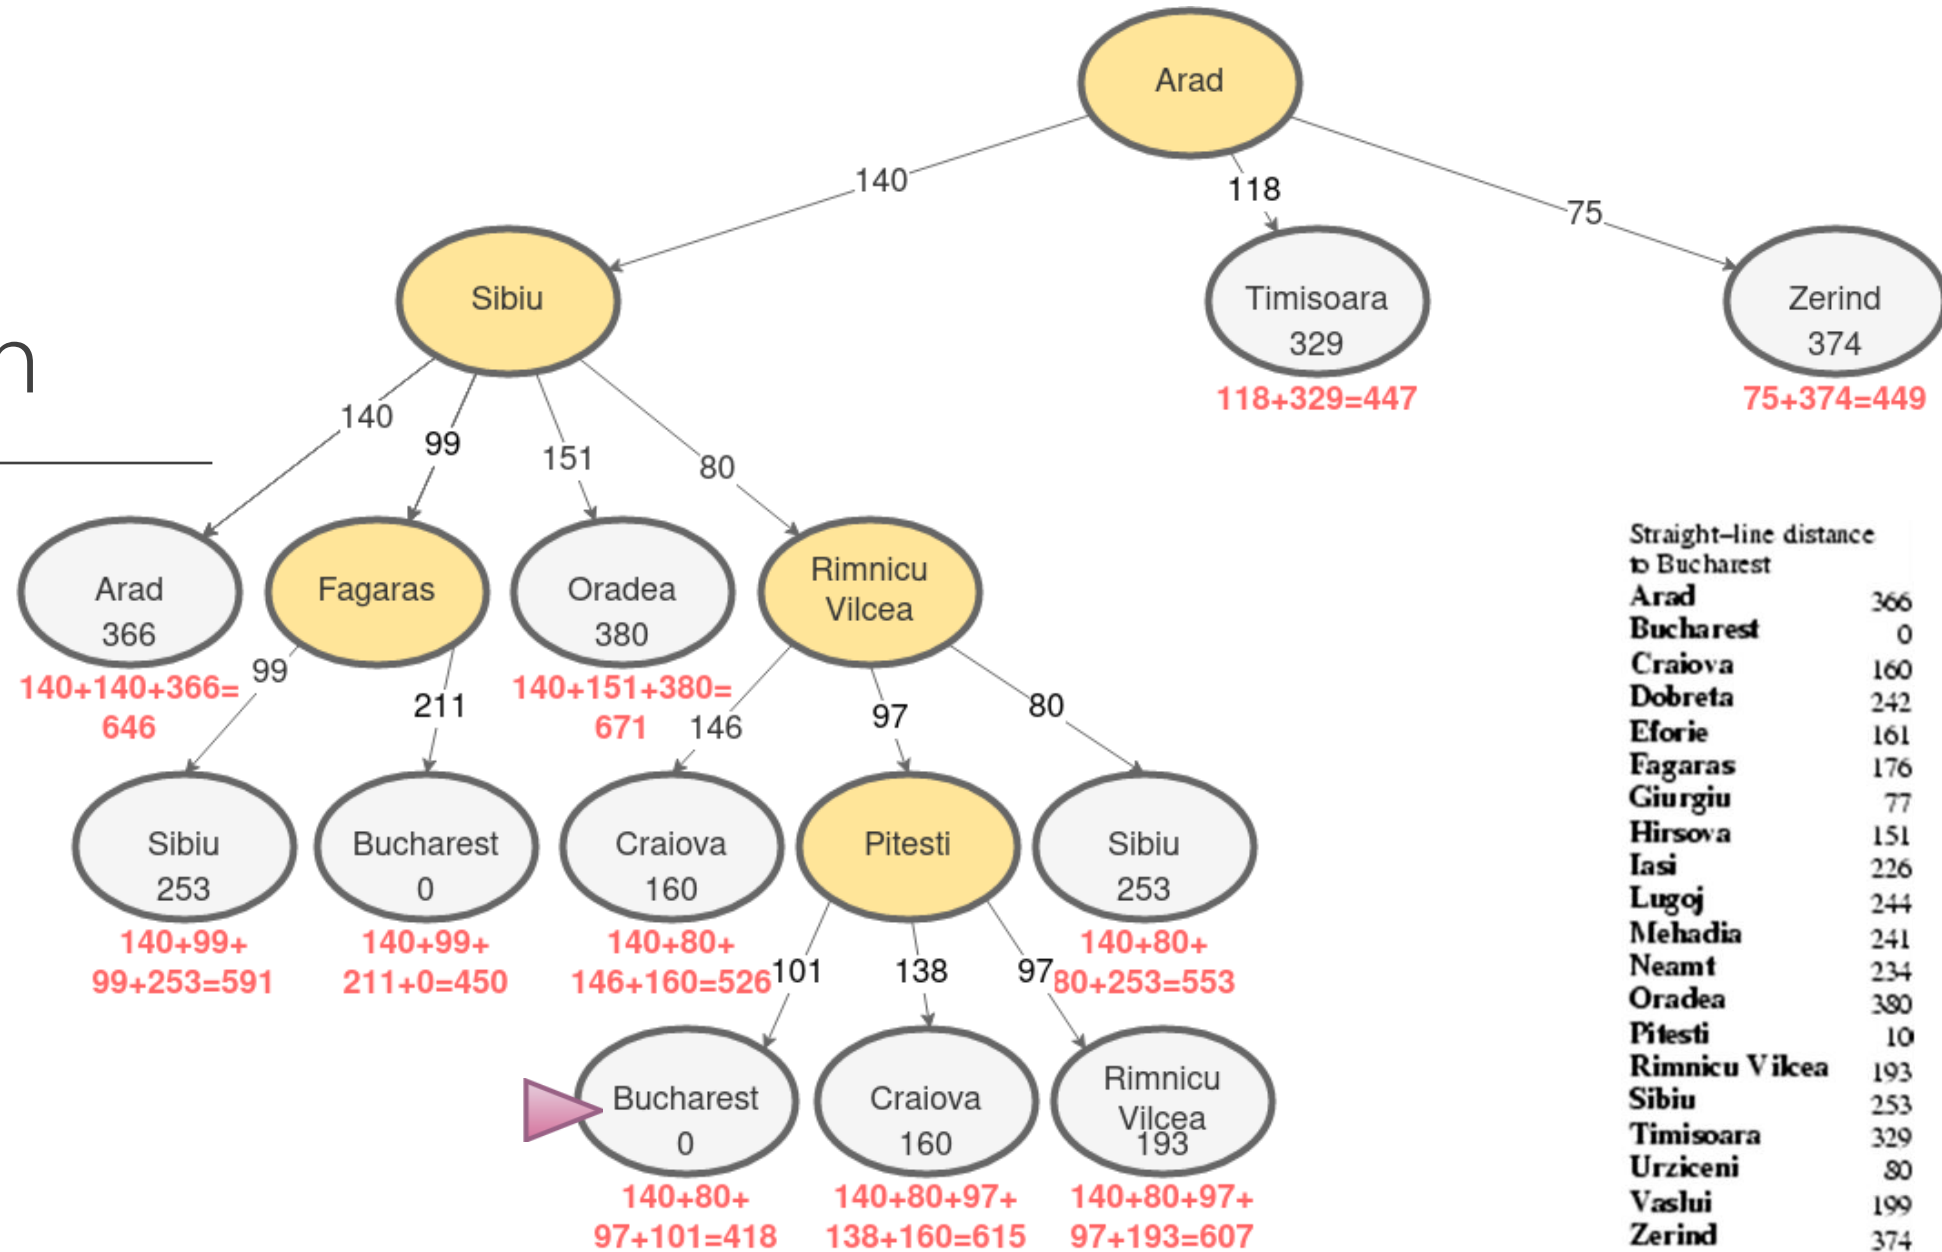 Arad
140
118
75
Sibiu
Timisoara
329
118+329=447
Zerind
374
75+374=449
n
140
99
151
80
Arad
366
140+140+366=
646
Fagaras
Oradea
380
140+151+380=
671
Rimnicu
Vilcea
99
211
146
97
80
Sibiu
253
140+99+
99+253=591
Bucharest
0
140+99+
211+0=450
Craiova
160
140+80+
146+160=526
Pitesti
Sibiu
253
140+80+
80+253=553
101
138
97
Bucharest
0
140+80+
97+101=418
Craiova
160
140+80+97+
138+160=615
Rimnicu
Vilcea
193
140+80+97+
97+193=607
Straight–line distance
to Bucharest
Arad 366
Bucharest 0
Craiova 160
Dobreta 242
Eforie 161
Fagaras 176
Giurgiu 77
Hirsova 151
Iasi 226
Lugoj 244
Mehadia 241
Neamt 234
Oradea 380
Pitesti 10
Rimnicu Vilcea 193
Sibiu 253
Timisoara 329
Urziceni 80
Vaslui 199
Zerind 374